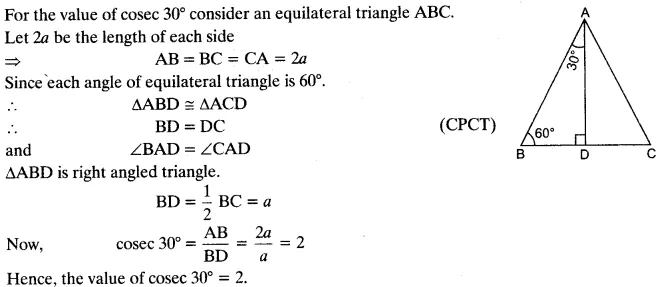 For the value of cosec 30° consider an equilateral triangle ABC.
Let 2a be the length of each side
⇒ AB = BC = CA = 2a
Since each angle of equilateral triangle is 60°.
∴ ΔABD ≅ ΔACD
∴ BD = DC (CPCT)
and ∠BAD = ∠CAD
ΔABD is right angled triangle.
BD = 1/2 BC = a
Now, cosec 30° = AB/BD = 2a/a = 2
Hence, the value of cosec 30° = 2.
A
30°
60°
B D C